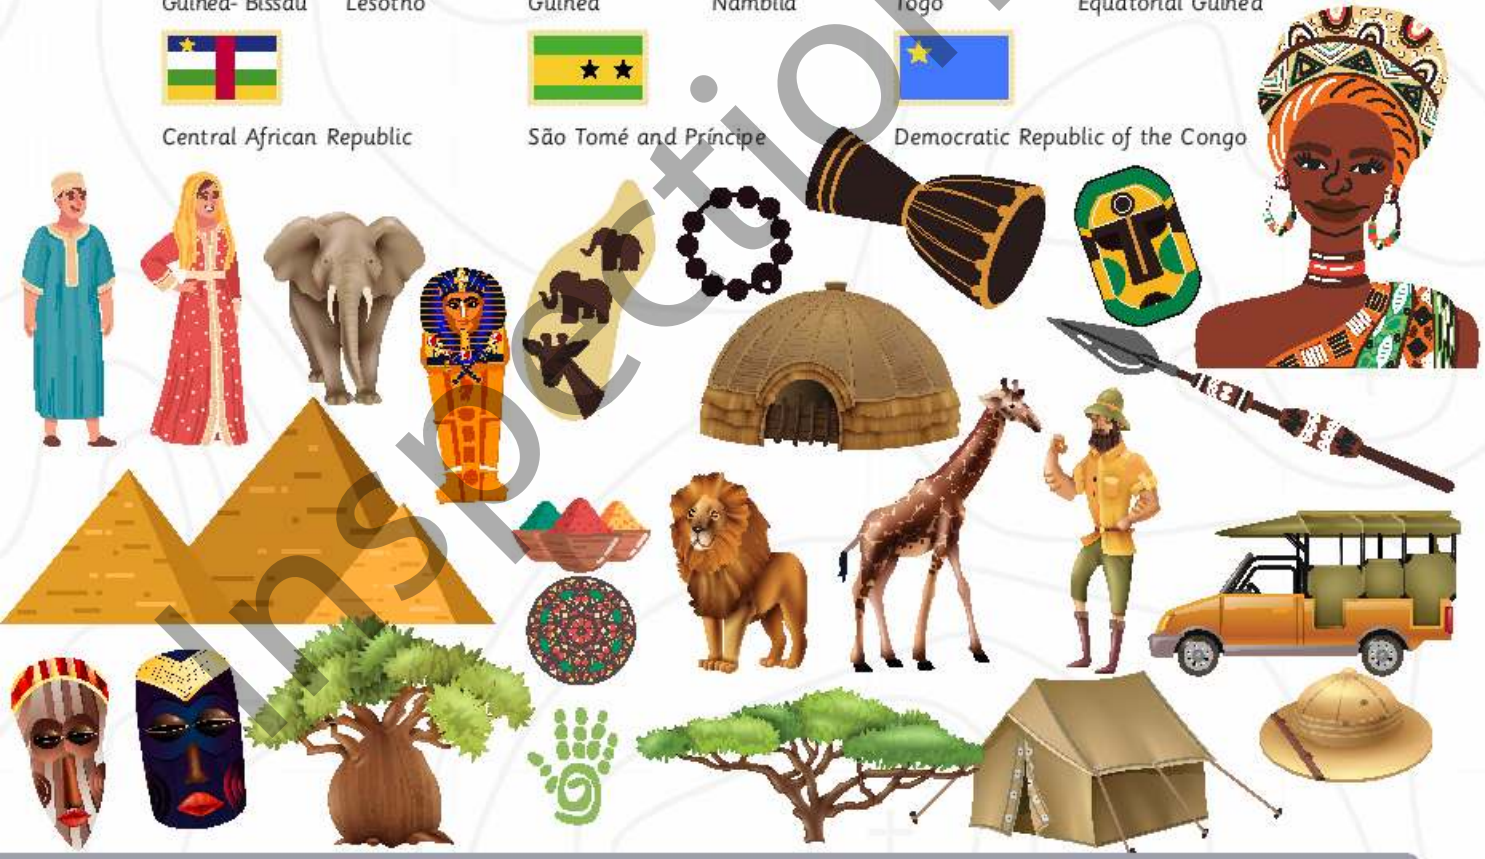 Guinea- Bissau Lesotho Guinea Nambila Togo Equatorial Guinea
Central African Republic São Tomé and Príncipe Democratic Republic of the Congo
Inspection